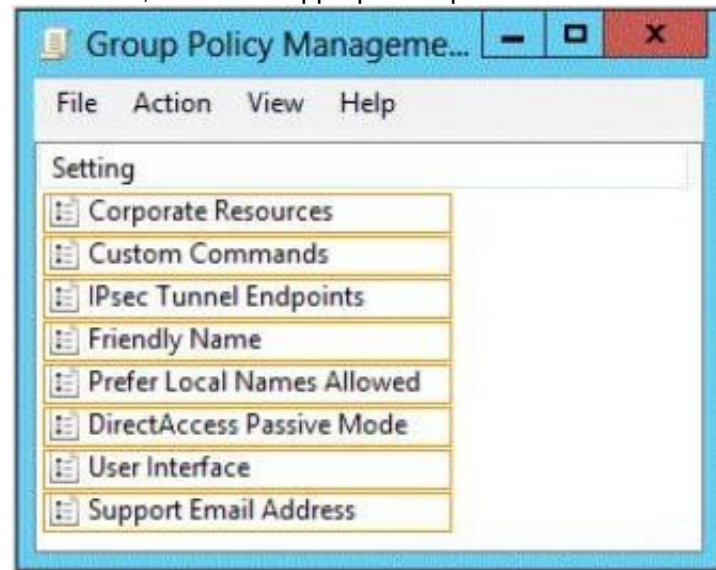 Group Policy Manageme...
File Action View Help
Setting
Corporate Resources
Custom Commands
IPsec Tunnel Endpoints
Friendly Name
Prefer Local Names Allowed
DirectAccess Passive Mode
User Interface
Support Email Address